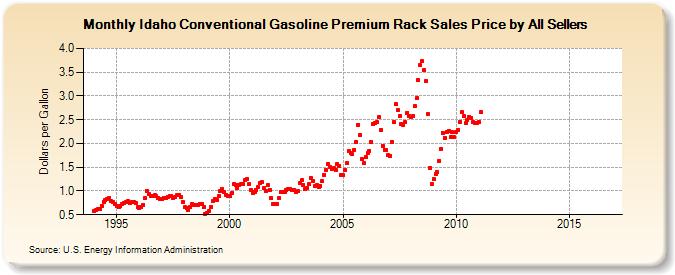 Monthly Idaho Conventional Gasoline Premium Rack Sales Price by All Sellers
Dollars per Gallon
4.0
3.5
3.0
2.5
2.0
1.5
1.0
0.5
1995 2000 2005 2010 2015
Source: U.S. Energy Information Administration